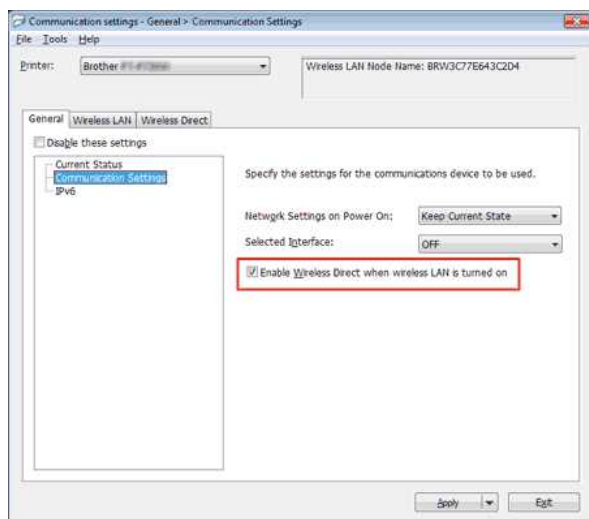 Communication settings - General > Communication Settings
File Tools Help
Printer: Brother
Wireless LAN Node Name: BRW3C77E643C2D4
General Wireless LAN Wireless Direct
Disable these settings
Current Status
Communication Settings
IPv6
Specify the settings for the communications device to be used.
Network Settings on Power On: Keep Current State
Selected Interface: OFF
Enable Wireless Direct when wireless LAN is turned on
Apply Exit